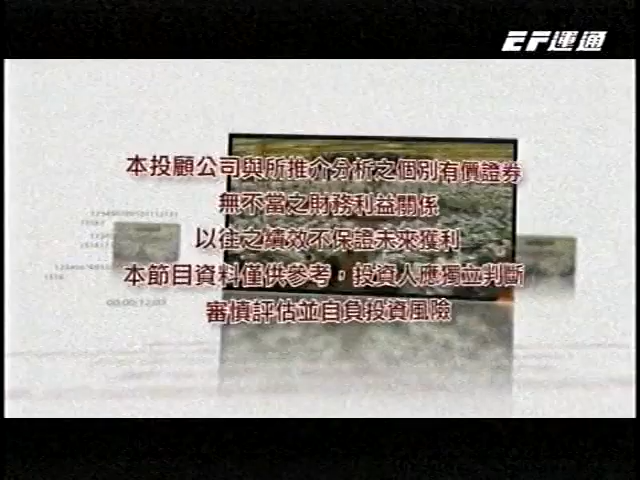 EF運通
本投顧公司與所推介分析之個別有價證券
無不當之財務利益關係
以往之績效不保證未來獲利
本節目資料僅供參考，投資人應獨立判斷
審慎評估並自負投資風險
00:00:12:03